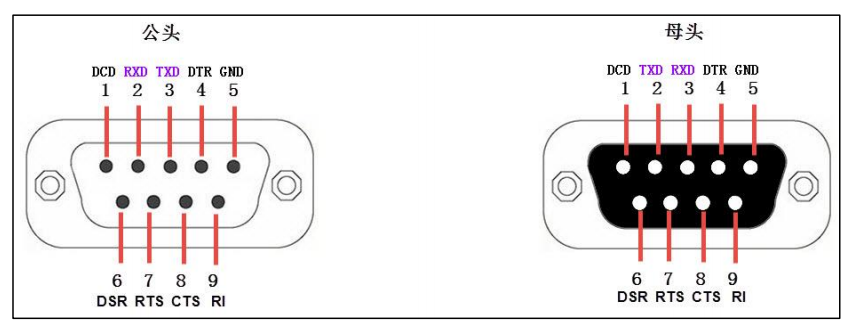 公头
母头
DCD RXD TXD DTR GND
1 2 3 4 5
DCD TXD RXD DTR GND
1 2 3 4 5
6 7 8 9
DSR RTS CTS RI
6 7 8 9
DSR RTS CTS RI